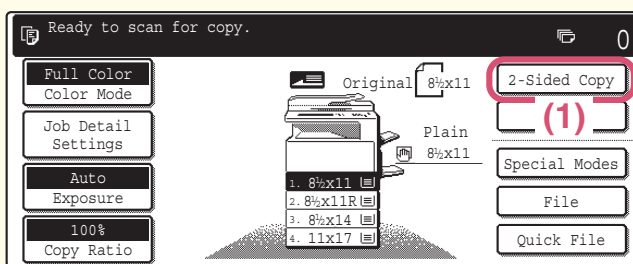 Ready to scan for copy.
0
Full Color
Color Mode
Original 8½x11
2-Sided Copy
(1)
Job Detail
Settings
Plain
8½x11
Special Modes
Auto
Exposure
1. 8½x11
2. 8½x11R
3. 8½x14
4. 11x17
File
100%
Copy Ratio
Quick File